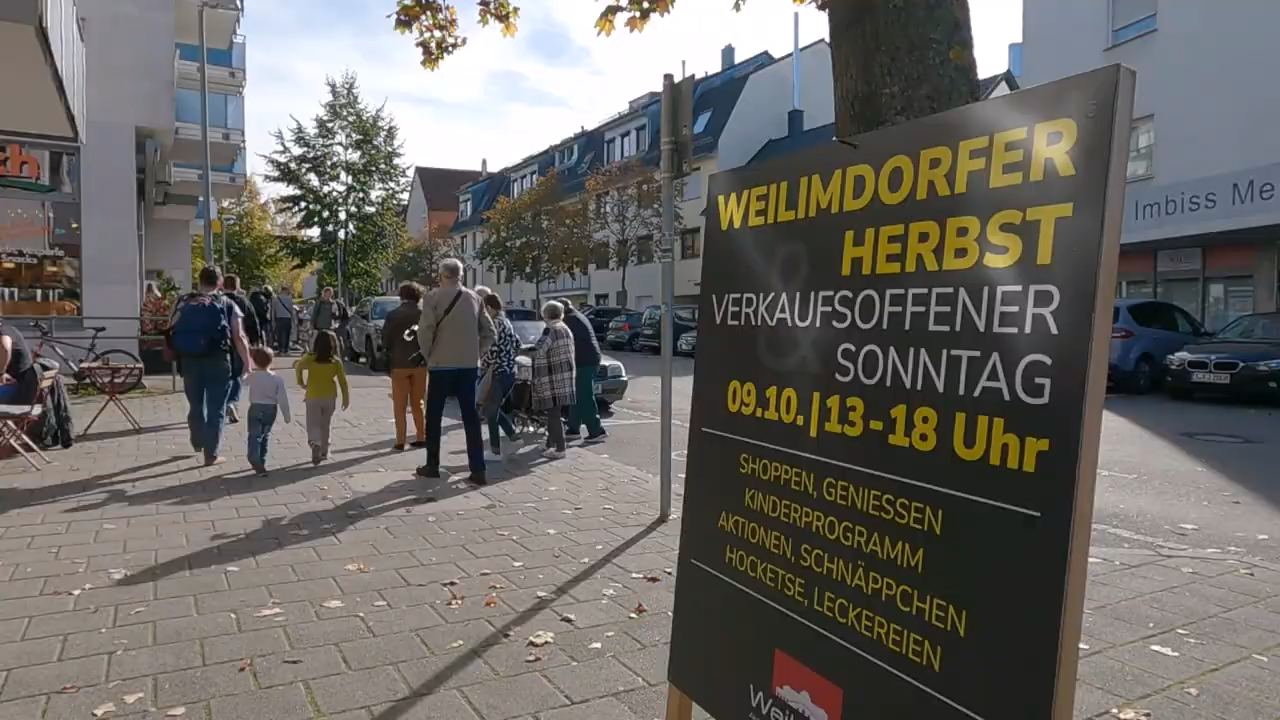 WEILIMDORFER
HERBST
&
VERKAUFSOFFENER
SONNTAG
09.10. | 13-18 Uhr
SHOPPEN, GENIESSEN
KINDERPROGRAMM
AKTIONEN, SCHNÄPPCHEN
HOCKETSE, LECKEREIEN
Imbiss Me